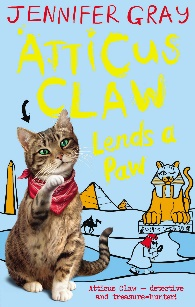 JENNIFER GRAY
ATTICUS
CLAW
Lends a
Paw
Atticus Claw – detective
and treasure-hunter!